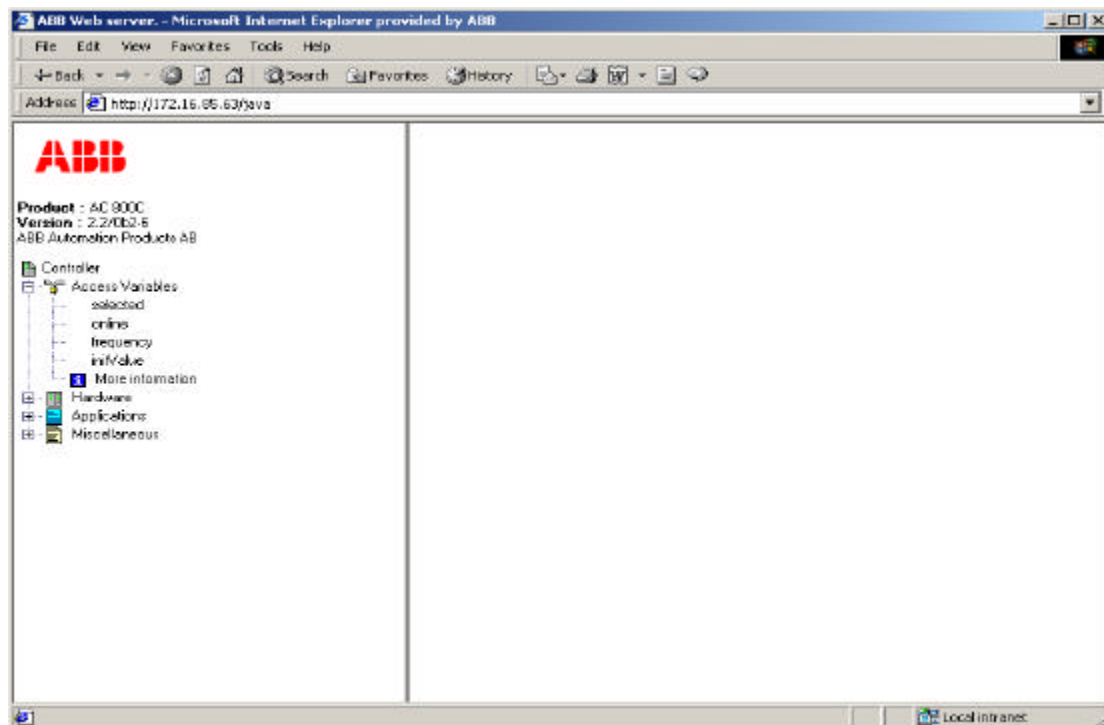 ABB Web server. - Microsoft Internet Explorer provided by ABB
File Edit View Favorites Tools Help
Back Search Favorites History
Address http://172.16.85.63/java
ABB
Product : AC 800C
Version : 2.2/0b2-6
ABB Automation Products AB
Controller
Access Variables
selected
online
frequency
initValue
More information
Hardware
Applications
Miscellaneous
Local intranet